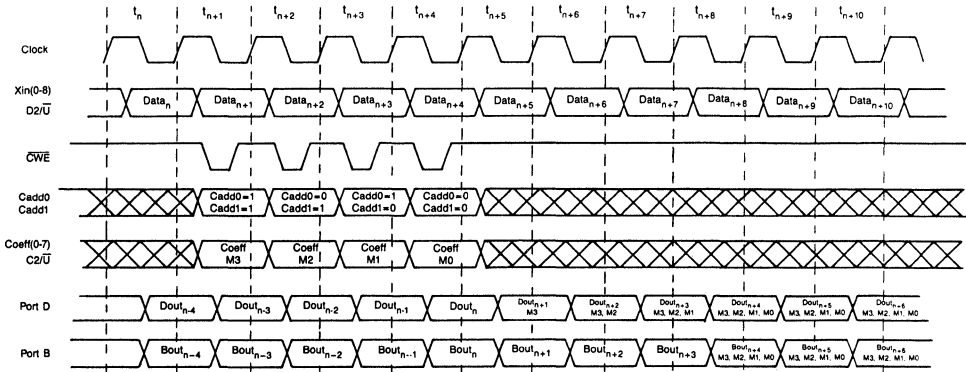 tn tn+1 tn+2 tn+3 tn+4 tn+5 tn+6 tn+7 tn+8 tn+9 tn+10
Clock
Xin(0-8)
D2/U̅
Datan Datan+1 Datan+2 Datan+3 Datan+4 Datan+5 Datan+6 Datan+7 Datan+8 Datan+9 Datan+10
C̅W̅E̅
Cadd0
Cadd1
Cadd0=1 Cadd0=0 Cadd0=1 Cadd0=0
Cadd1=1 Cadd1=1 Cadd1=0 Cadd1=0
Coeff(0-7)
C2/U̅
Coeff Coeff Coeff Coeff
M3 M2 M1 M0
Port D
Doutn-4 Doutn-3 Doutn-2 Doutn-1 Doutn Doutn+1 Doutn+2 Doutn+3 Doutn+4 Doutn+5 Doutn+6
M3 M3, M2 M3, M2, M1 M3, M2, M1, M0 M3, M2, M1, M0 M3, M2, M1, M0
Port B
Boutn-4 Boutn-3 Boutn-2 Boutn--1 Boutn Boutn+1 Boutn+2 Boutn+3 Boutn+4 Boutn+5 Boutn+6
M3, M2, M1, M0 M3, M2, M1, M0 M3, M2, M1, M0